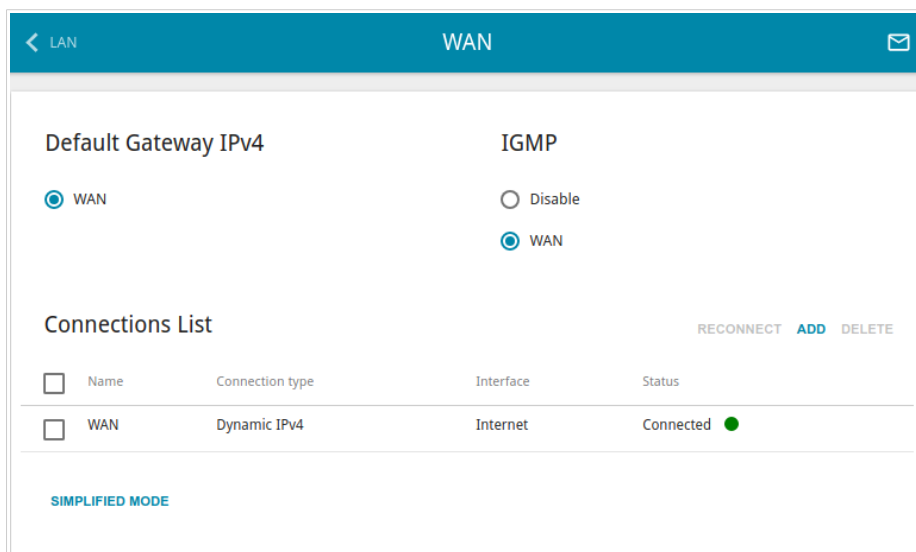 LAN WAN
Default Gateway IPv4 IGMP
WAN Disable
WAN
Connections List RECONNECT ADD DELETE
Name Connection type Interface Status
WAN Dynamic IPv4 Internet Connected
SIMPLIFIED MODE